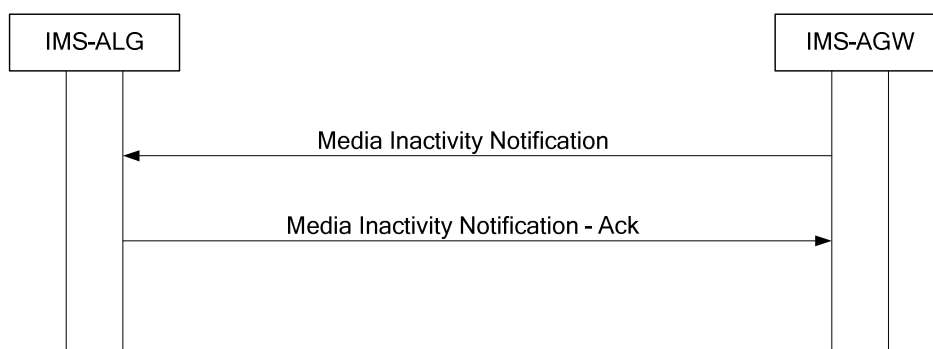 IMS-ALG
IMS-AGW
Media Inactivity Notification
Media Inactivity Notification - Ack